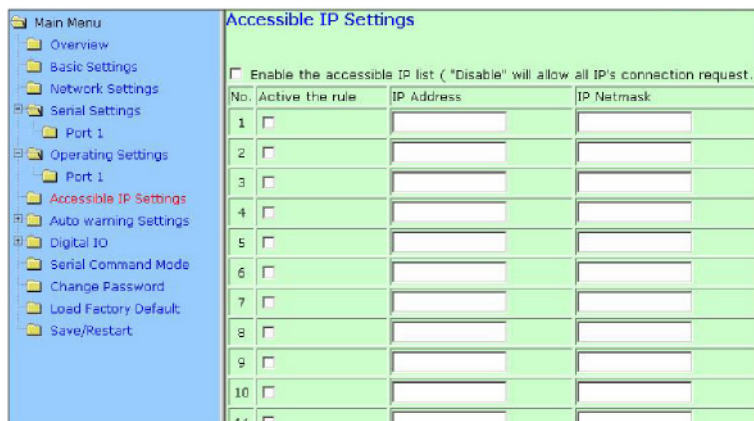 Main Menu
Overview
Basic Settings
Network Settings
Serial Settings
Port 1
Operating Settings
Port 1
Accessible IP Settings
Auto warning Settings
Digital IO
Serial Command Mode
Change Password
Load Factory Default
Save/Restart
Accessible IP Settings
Enable the accessible IP list ( "Disable" will allow all IP's connection request.
No. Active the rule IP Address IP Netmask
1
2
3
4
5
6
7
8
9
10